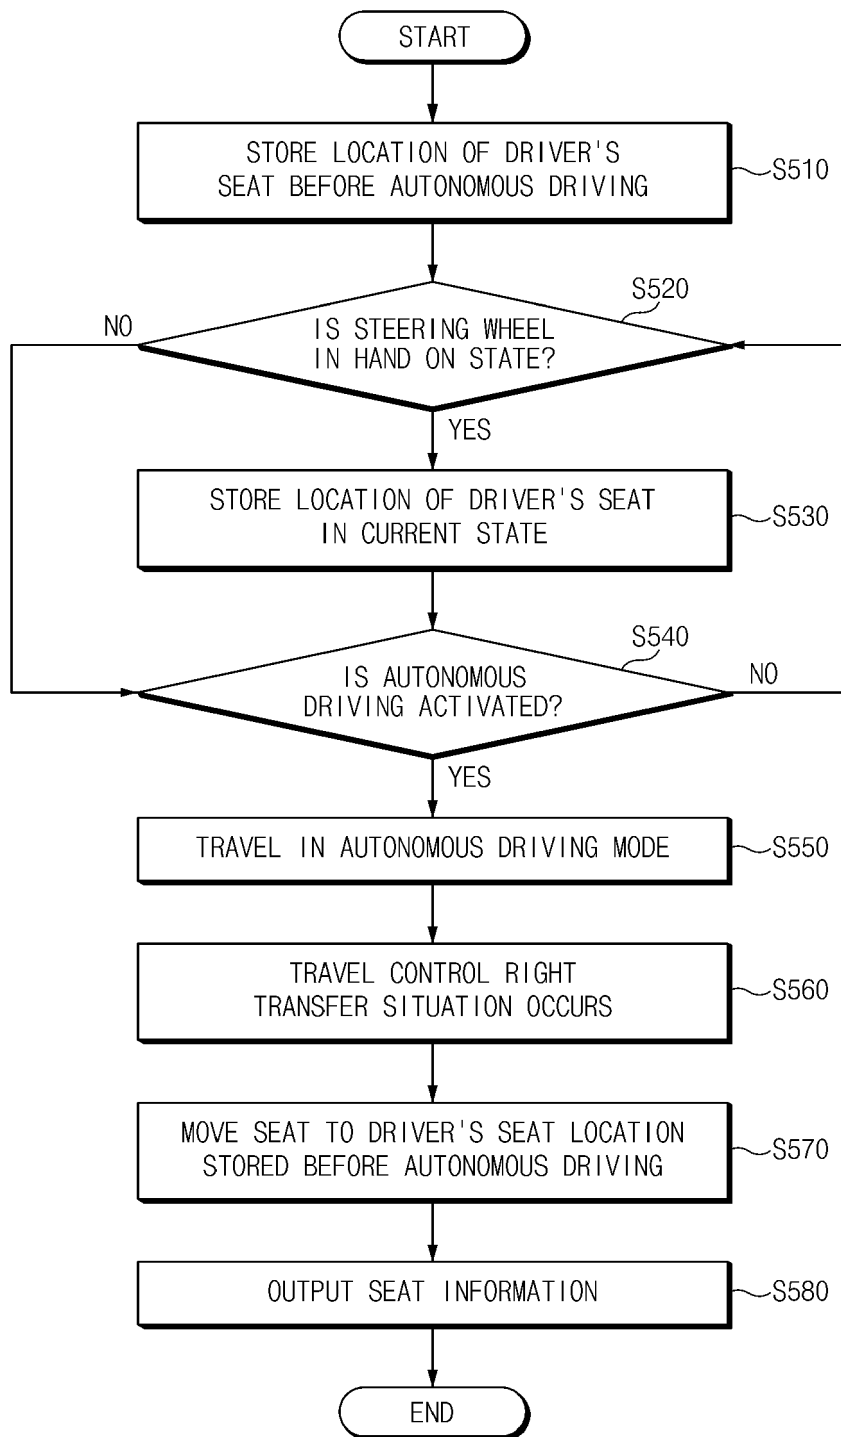 START
STORE LOCATION OF DRIVER'S
SEAT BEFORE AUTONOMOUS DRIVING
S510
S520
NO
IS STEERING WHEEL
IN HAND ON STATE?
YES
STORE LOCATION OF DRIVER'S SEAT
IN CURRENT STATE
S530
S540
IS AUTONOMOUS
DRIVING ACTIVATED?
NO
YES
TRAVEL IN AUTONOMOUS DRIVING MODE
S550
TRAVEL CONTROL RIGHT
TRANSFER SITUATION OCCURS
S560
MOVE SEAT TO DRIVER'S SEAT LOCATION
STORED BEFORE AUTONOMOUS DRIVING
S570
OUTPUT SEAT INFORMATION
S580
END